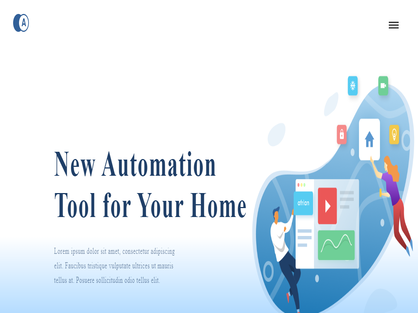 A
New Automation
Tool for Your Home
Lorem ipsum dolor sit amet, consectetur adipiscing
elit. Faucibus tristique vulputate ultrices ut mauris
tellus at. Posuere sollicitudin odio tellus elit.